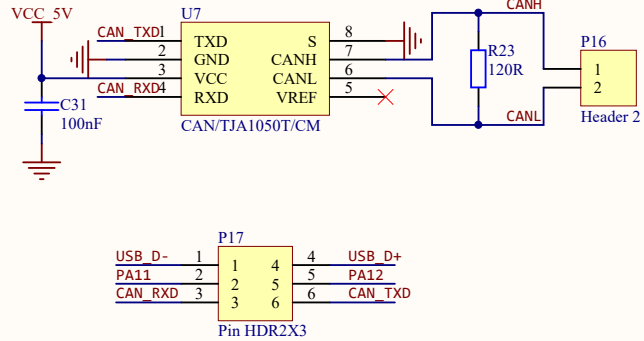 VCC_5V
U7
CANH
CAN_TXD 1 TXD S 8
2 GND CANH 7
3 VCC CANL 6
CAN_RXD 4 RXD VREF 5
CAN/TJA1050T/CM
C31
100nF
R23
120R
P16
1
2
Header 2
CANL
P17
USB_D- 1 1 4 4 USB_D+
PA11 2 2 5 5 PA12
CAN_RXD 3 3 6 6 CAN_TXD
Pin HDR2X3